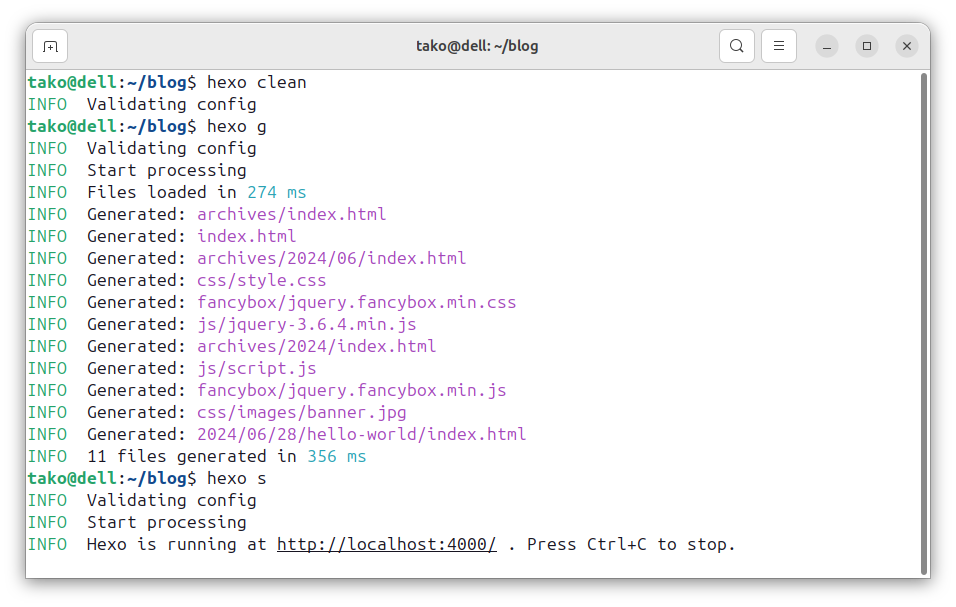 tako@dell: ~/blog
tako@dell:~/blog$ hexo clean
INFO  Validating config
tako@dell:~/blog$ hexo g
INFO  Validating config
INFO  Start processing
INFO  Files loaded in 274 ms
INFO  Generated: archives/index.html
INFO  Generated: index.html
INFO  Generated: archives/2024/06/index.html
INFO  Generated: css/style.css
INFO  Generated: fancybox/jquery.fancybox.min.css
INFO  Generated: js/jquery-3.6.4.min.js
INFO  Generated: archives/2024/index.html
INFO  Generated: js/script.js
INFO  Generated: fancybox/jquery.fancybox.min.js
INFO  Generated: css/images/banner.jpg
INFO  Generated: 2024/06/28/hello-world/index.html
INFO  11 files generated in 356 ms
tako@dell:~/blog$ hexo s
INFO  Validating config
INFO  Start processing
INFO  Hexo is running at http://localhost:4000/ . Press Ctrl+C to stop.